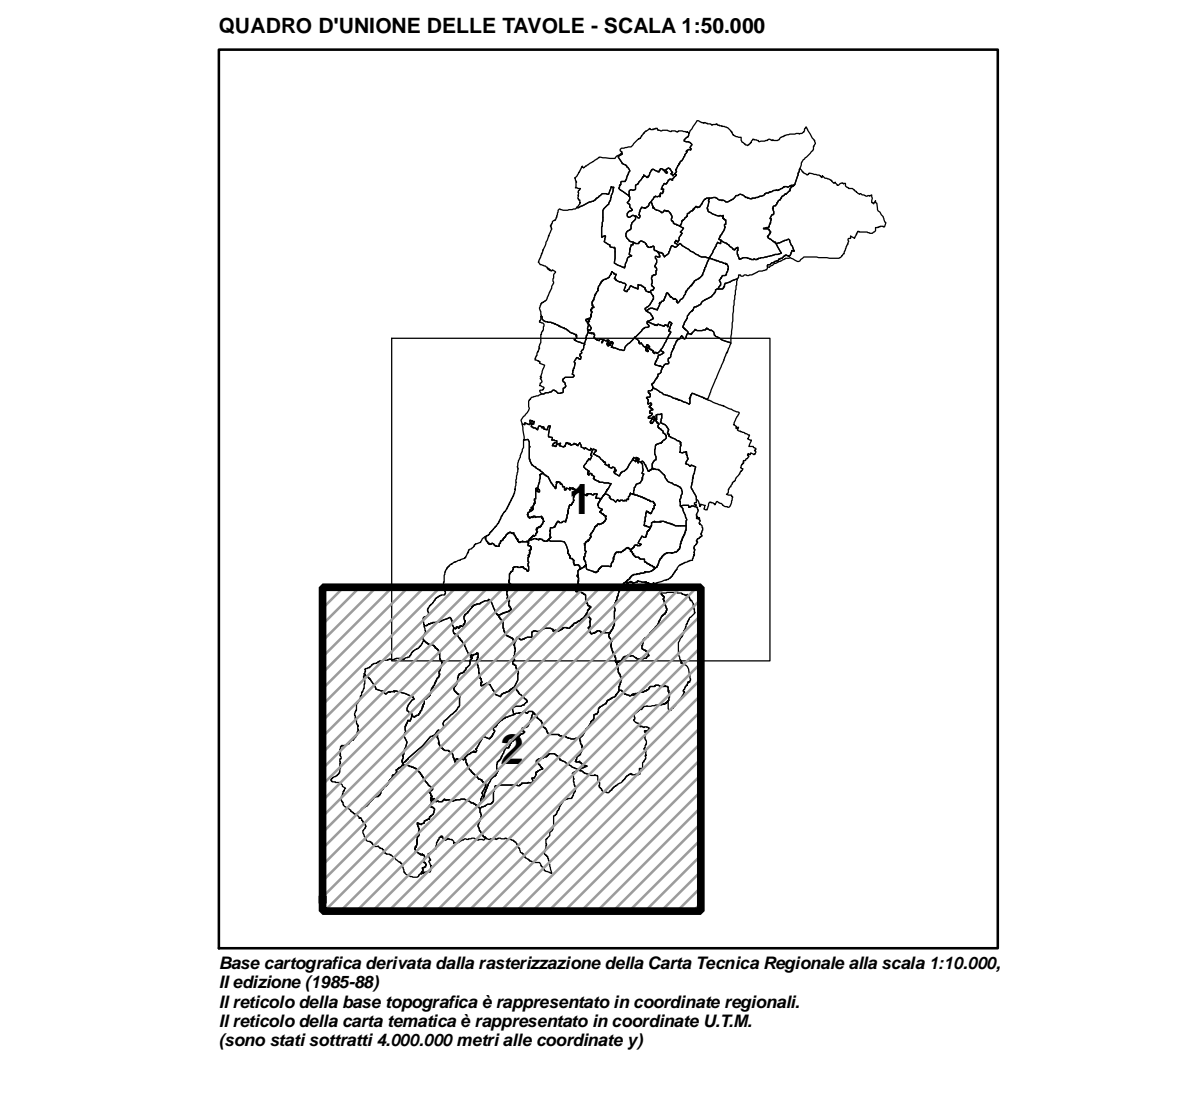 QUADRO D'UNIONE DELLE TAVOLE - SCALA 1:50.000
1
2
Base cartografica derivata dalla rasterizzazione della Carta Tecnica Regionale alla scala 1:10.000,
II edizione (1985-88)
Il reticolo della base topografica è rappresentato in coordinate regionali.
Il reticolo della carta tematica è rappresentato in coordinate U.T.M.
(sono stati sottratti 4.000.000 metri alle coordinate y)